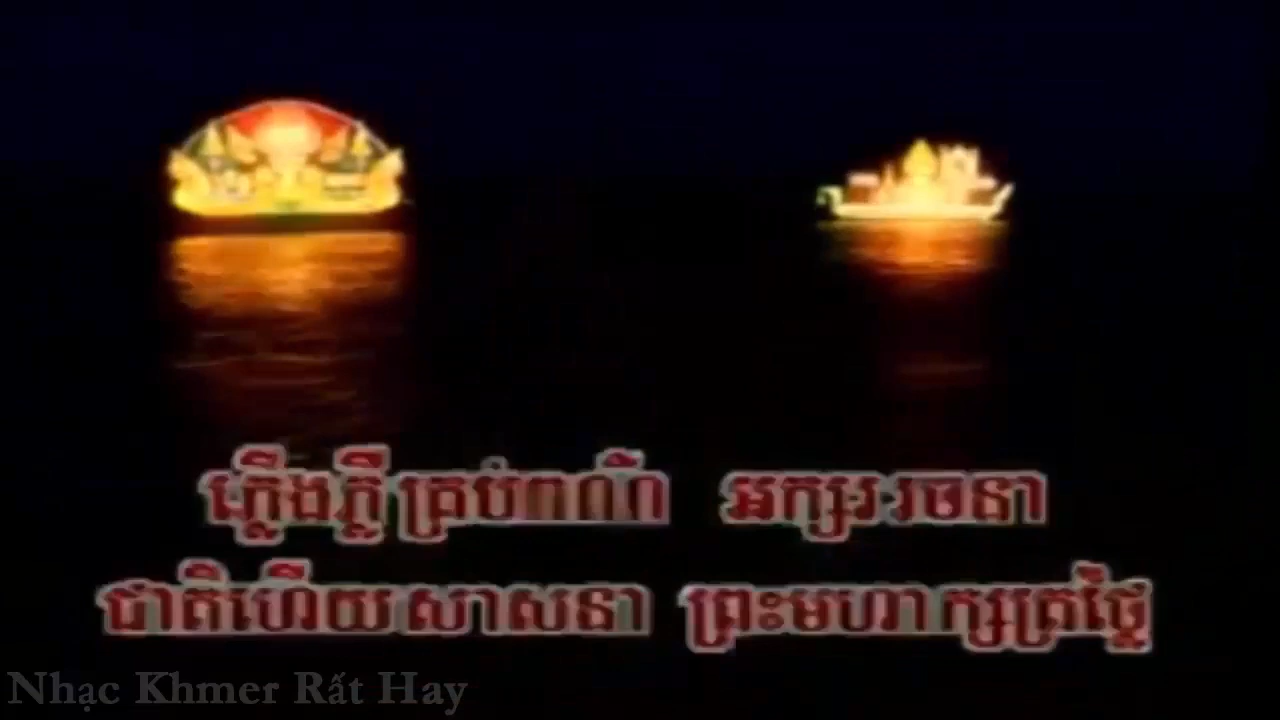 ភ្លើងភ្លឺ គ្រប់ពណ៌ អក្សរ រចនា
ជាតិហើយ សាសនា ព្រះមហា ក្សត្រថ្លៃ
Nhạc Khmer Rất Hay